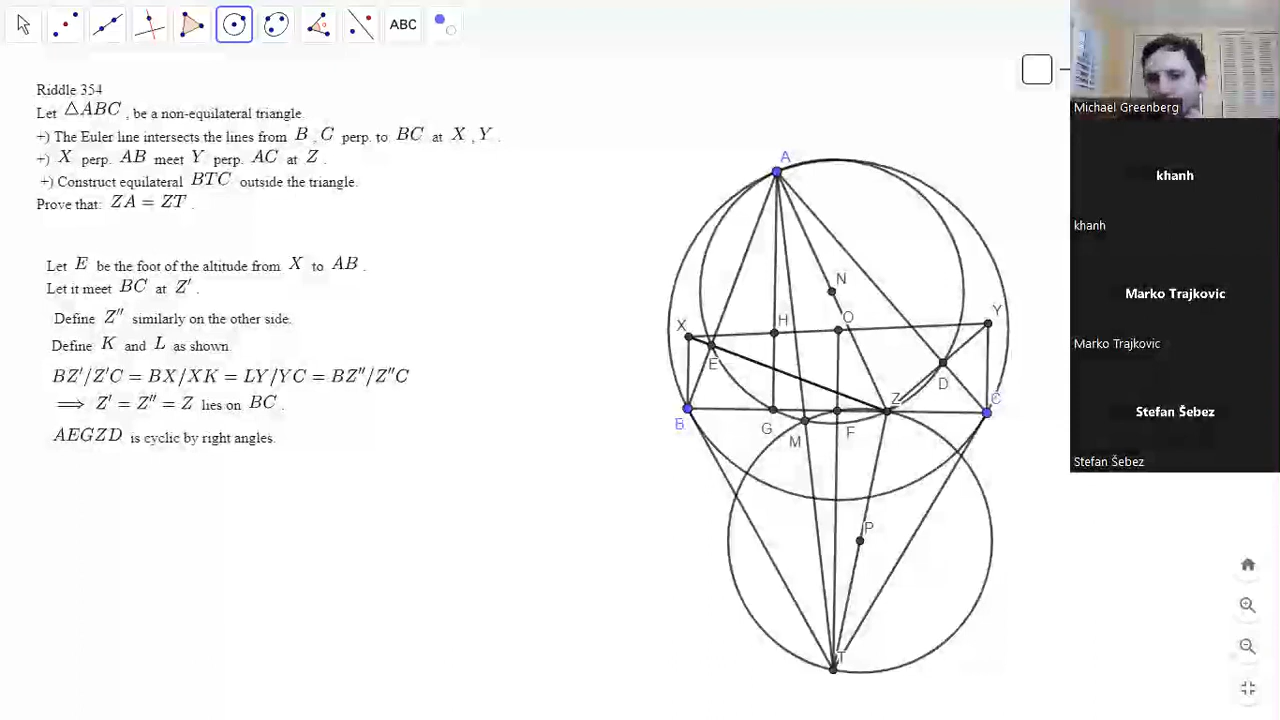 ABC
Riddle 354
Let △ABC , be a non-equilateral triangle.
+) The Euler line intersects the lines from B , C perp. to BC at X , Y .
+) X perp. AB meet Y perp. AC at Z .
+) Construct equilateral BTC outside the triangle.
Prove that: ZA = ZT .
Let E be the foot of the altitude from X to AB .
Let it meet BC at Z′ .
Define Z″ similarly on the other side.
Define K and L as shown.
BZ′/Z′C = BX/XK = LY/YC = BZ″/Z″C
⟹ Z′ = Z″ = Z lies on BC .
AEGZD is cyclic by right angles.
A
N
X
H
O
Y
E
D
B
G
M
F
Z
C
P
T
Michael Greenberg
khanh
khanh
Marko Trajkovic
Marko Trajkovic
Stefan Šebez
Stefan Šebez